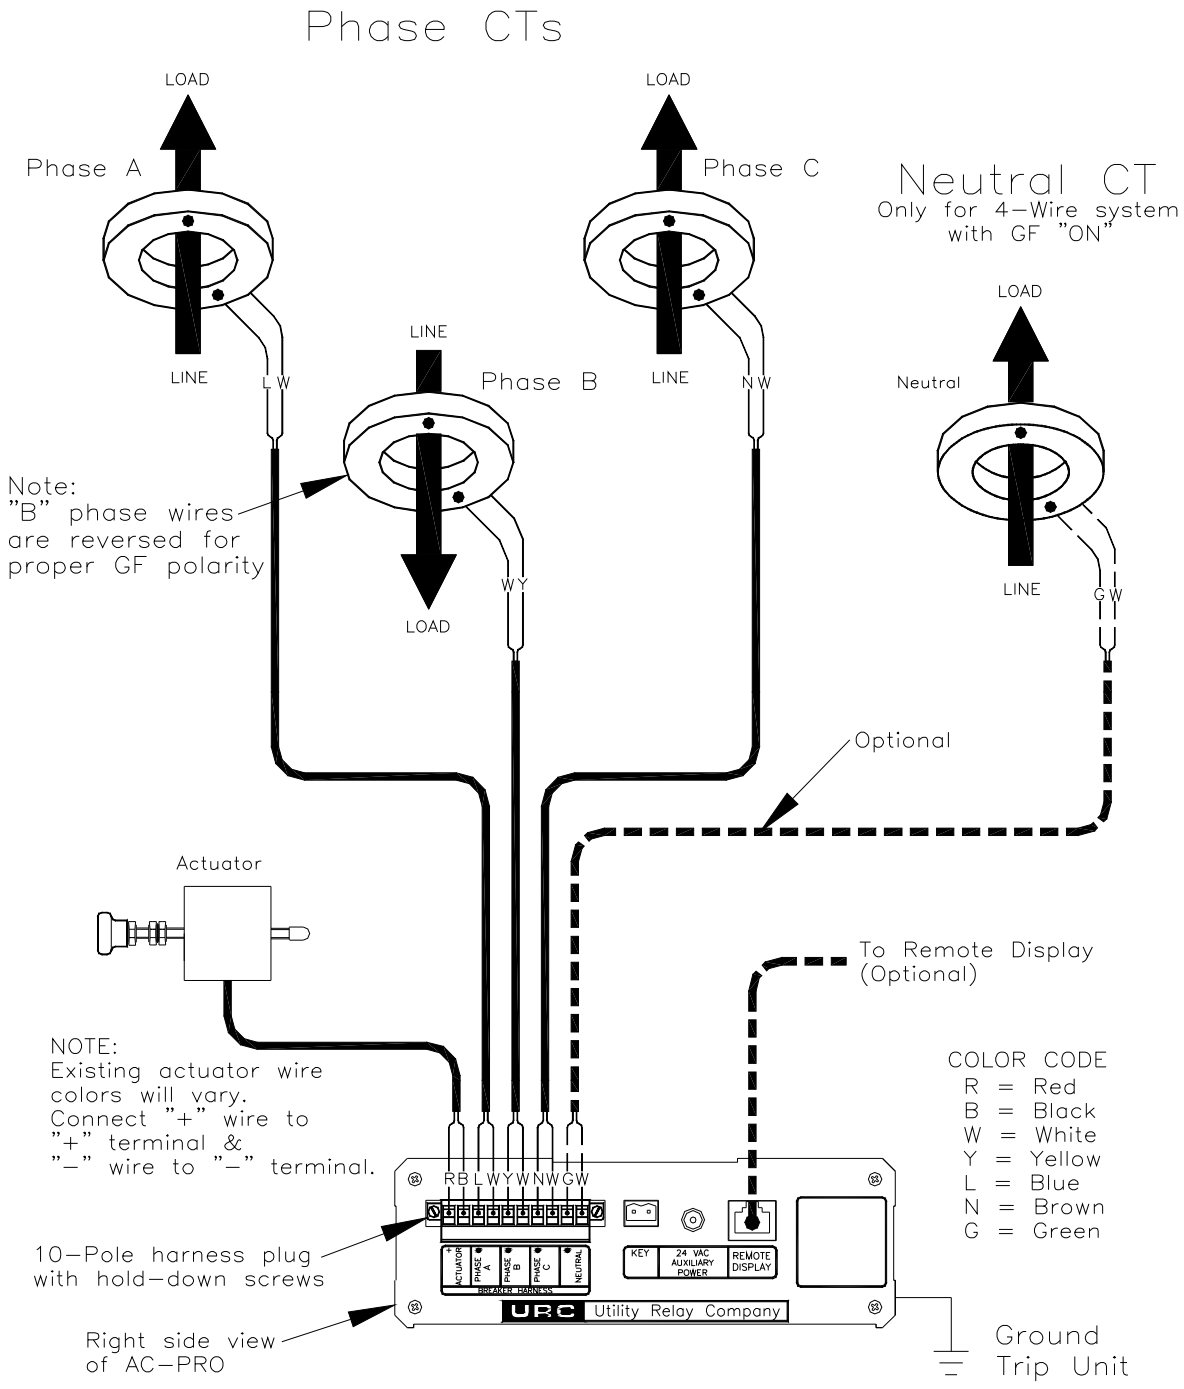 Phase CTs
LOAD
LOAD
Phase A
Phase C
Neutral CT
Only for 4-Wire system
with GF "ON"
LOAD
LINE
LINE
LINE
L W
N W
Phase B
Neutral
Note:
"B" phase wires
are reversed for
proper GF polarity
W Y
LOAD
LINE
G W
Optional
Actuator
To Remote Display
(Optional)
NOTE:
Existing actuator wire
colors will vary.
Connect "+" wire to
"+" terminal &
"-" wire to "-" terminal.
COLOR CODE
R = Red
B = Black
W = White
Y = Yellow
L = Blue
N = Brown
G = Green
R B L W Y W N W G W
10-Pole harness plug
with hold-down screws
+
ACTUATOR
PHASE A
PHASE B
PHASE C
NEUTRAL
BREAKER HARNESS
KEY
24 VAC
AUXILIARY
POWER
REMOTE
DISPLAY
URC Utility Relay Company
Right side view
of AC-PRO
Ground
Trip Unit